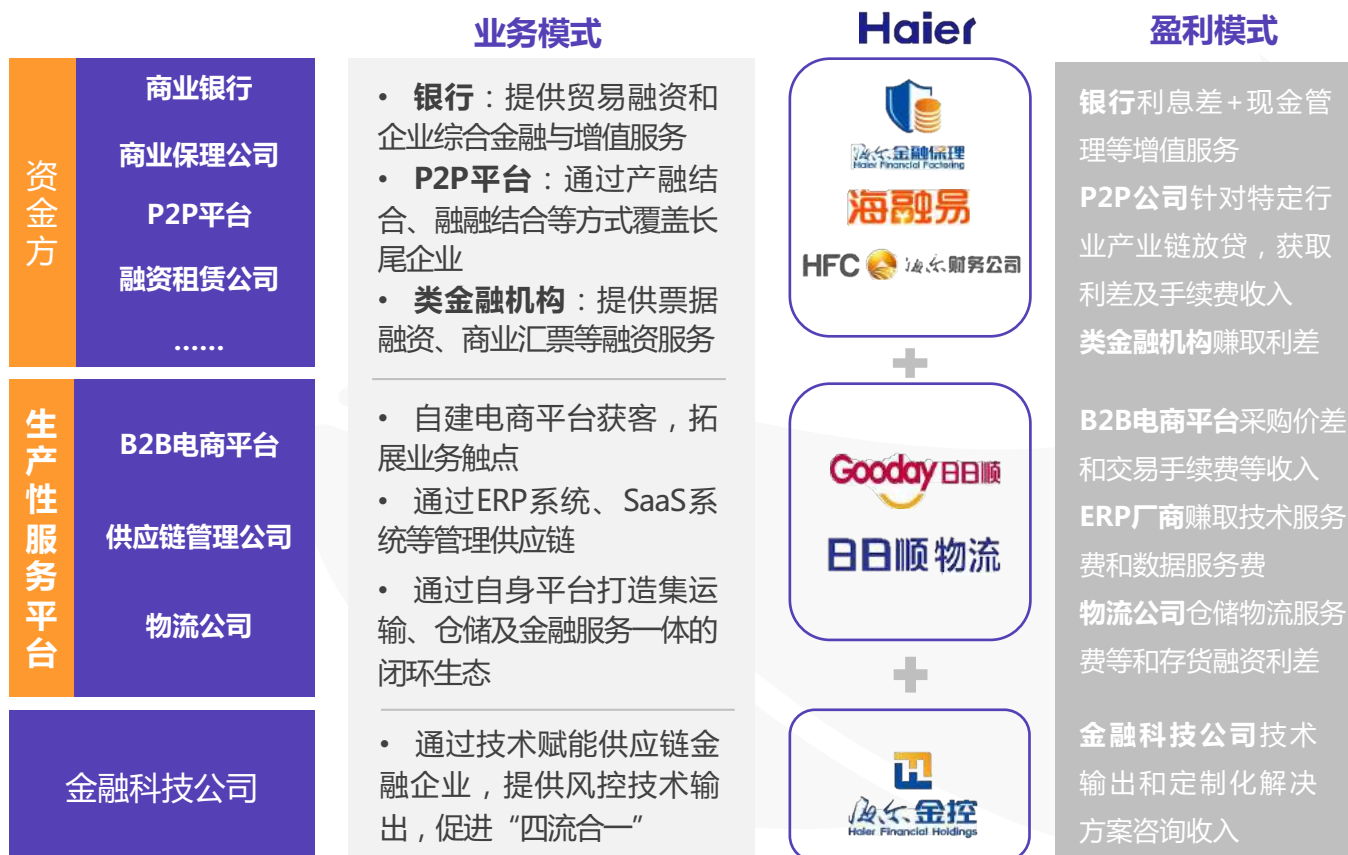 业务模式
Haier
盈利模式
资金方
商业银行
商业保理公司
P2P平台
融资租赁公司
……
• 银行：提供贸易融资和
企业综合金融与增值服务
• P2P平台：通过产融结
合、融融结合等方式覆盖长
尾企业
• 类金融机构：提供票据
融资、商业汇票等融资服务
海尔金融保理
Haier Financial Factoring
海融易
HFC 海尔财务公司
银行利息差+现金管
理等增值服务
P2P公司针对特定行
业产业链放贷，获取
利差及手续费收入
类金融机构赚取利差
生产性服务平台
B2B电商平台
供应链管理公司
物流公司
• 自建电商平台获客，拓
展业务触点
• 通过ERP系统、SaaS系
统等管理供应链
• 通过自身平台打造集运
输、仓储及金融服务一体的
闭环生态
Gooday日日顺
日日顺物流
B2B电商平台采购价差
和交易手续费等收入
ERP厂商赚取技术服务
费和数据服务费
物流公司仓储物流服务
费等和存货融资利差
金融科技公司
• 通过技术赋能供应链金
融企业，提供风控技术输
出，促进“四流合一”
海尔金控
Haier Financial Holdings
金融科技公司技术
输出和定制化解决
方案咨询收入